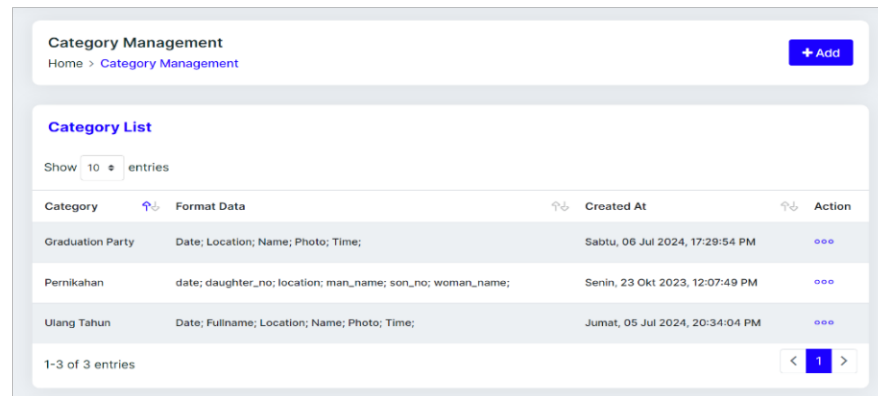 Category Management
+ Add
Home > Category Management
Category List
Show 10 entries
Category Format Data Created At Action
Graduation Party Date; Location; Name; Photo; Time; Sabtu, 06 Jul 2024, 17:29:54 PM
Pernikahan date; daughter_no; location; man_name; son_no; woman_name; Senin, 23 Okt 2023, 12:07:49 PM
Ulang Tahun Date; Fullname; Location; Name; Photo; Time; Jumat, 05 Jul 2024, 20:34:04 PM
1-3 of 3 entries < 1 >